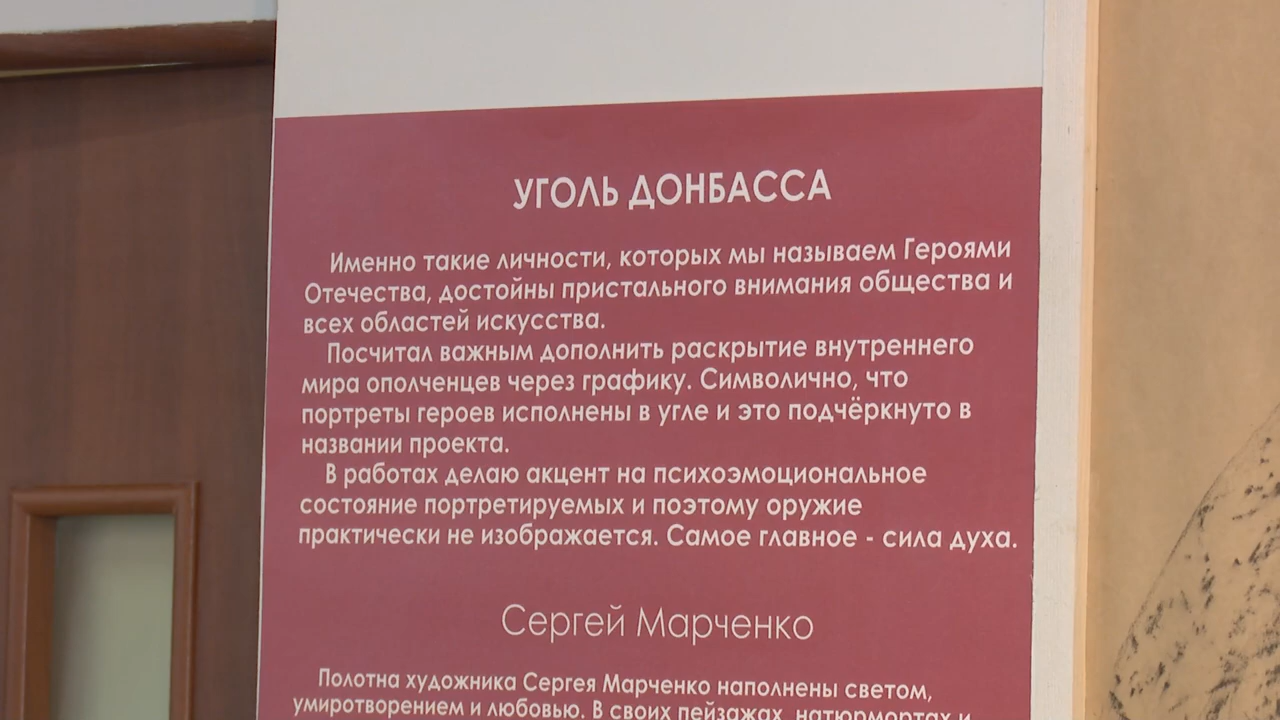 УГОЛЬ ДОНБАССА
Именно такие личности, которых мы называем Героями
Отечества, достойны пристального внимания общества и
всех областей искусства.
Посчитал важным дополнить раскрытие внутреннего
мира ополченцев через графику. Символично, что
портреты героев исполнены в угле и это подчёркнуто в
названии проекта.
В работах делаю акцент на психоэмоциональное
состояние портретируемых и поэтому оружие
практически не изображается. Самое главное - сила духа.
Сергей Марченко
Полотна художника Сергея Марченко наполнены светом,
умиротворением и любовью. В своих пейзажах, натюрмортах и